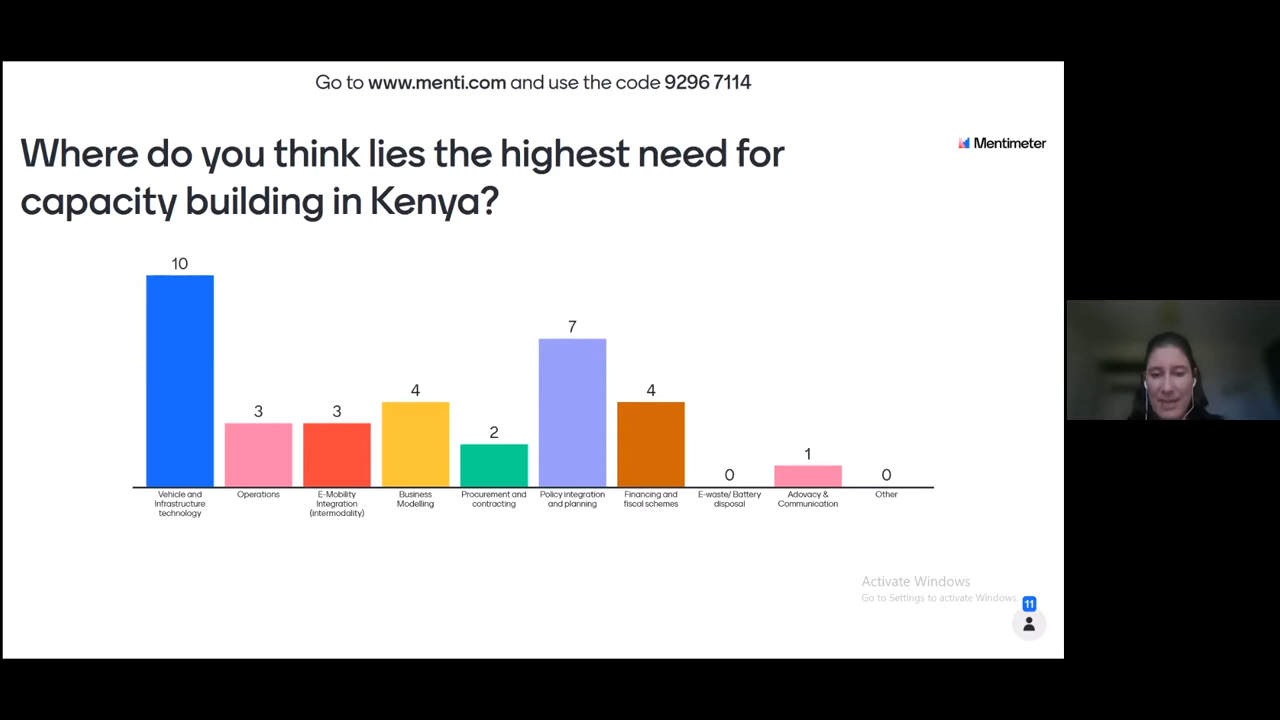 Go to www.menti.com and use the code 9296 7114
Mentimeter
Where do you think lies the highest need for
capacity building in Kenya?
10
3
3
4
2
7
4
0
1
0
Vehicle and
Infrastructure
technology
Operations
E-Mobility
Integration
(intermodality)
Business
Modelling
Procurement and
contracting
Policy integration
and planning
Financing and
fiscal schemes
E-waste/ Battery
disposal
Adovacy &
Communication
Other
Activate Windows
Go to Settings to activate Windows.
11